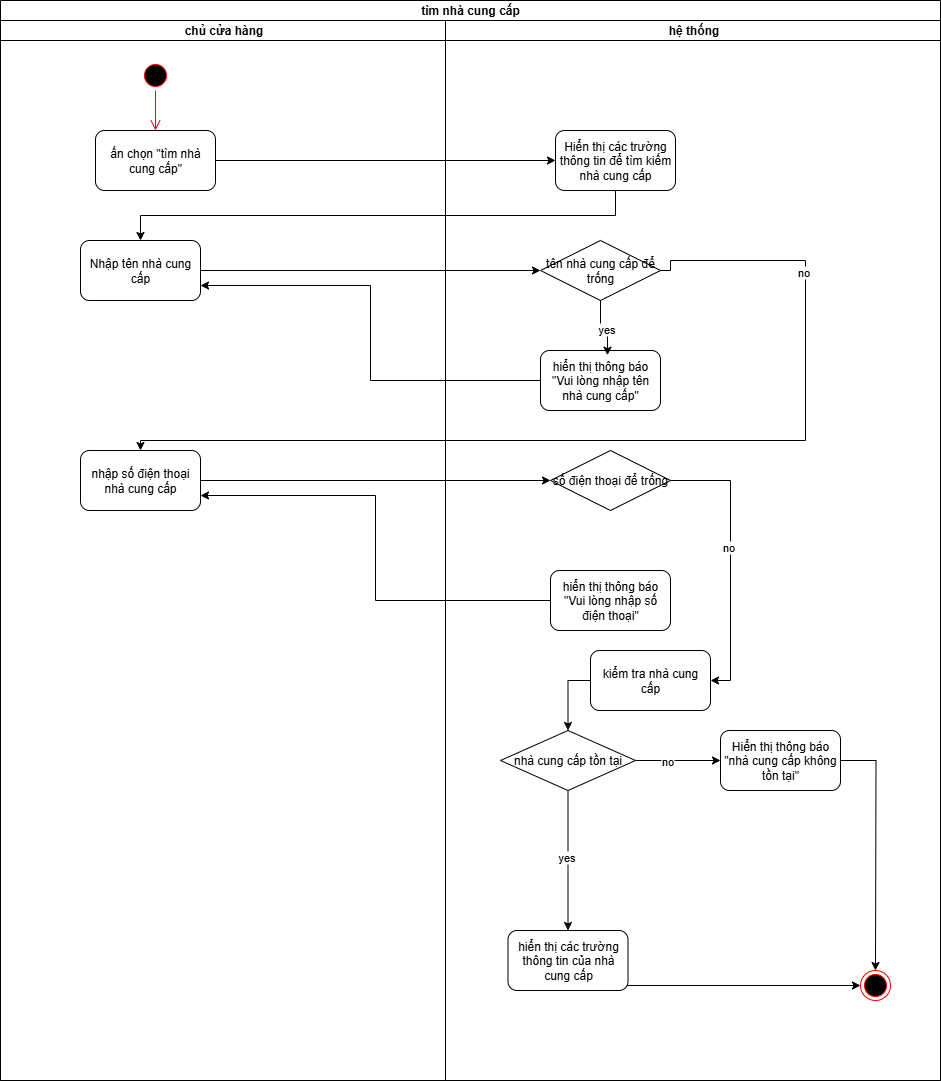 tìm nhà cung cấp
chủ cửa hàng
hệ thống
ấn chọn "tìm nhà
cung cấp"
Hiển thị các trường
thông tin để tìm kiếm
nhà cung cấp
Nhập tên nhà cung
cấp
tên nhà cung cấp để
trống
no
yes
hiển thị thông báo
"Vui lòng nhập tên
nhà cung cấp"
nhập số điện thoại
nhà cung cấp
số điện thoại để trống
no
hiển thị thông báo
"Vui lòng nhập số
điện thoại"
kiểm tra nhà cung
cấp
nhà cung cấp tồn tại
no
Hiển thị thông báo
"nhà cung cấp không
tồn tại"
yes
hiển thị các trường
thông tin của nhà
cung cấp